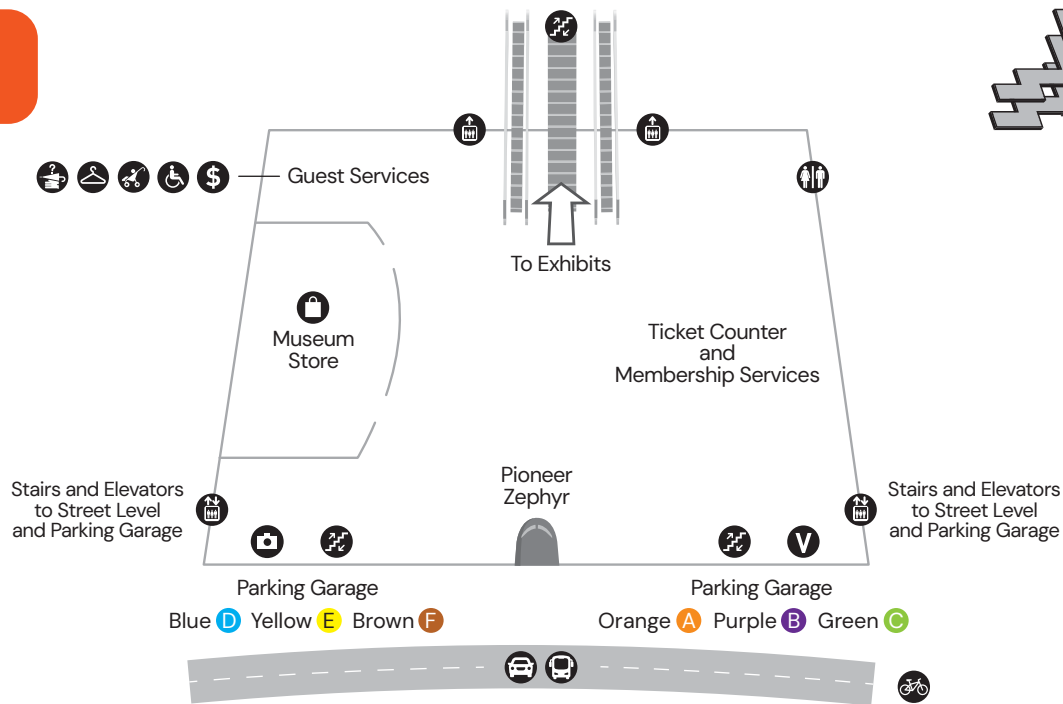 $ Guest Services
To Exhibits
Museum
Store
Ticket Counter
and
Membership Services
Pioneer
Zephyr
Stairs and Elevators
to Street Level
and Parking Garage
Stairs and Elevators
to Street Level
and Parking Garage
V
Parking Garage
Blue D Yellow E Brown F
Parking Garage
Orange A Purple B Green C